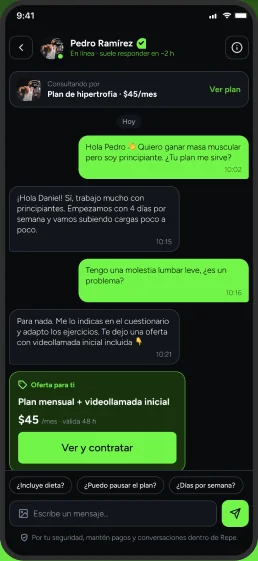 9:41
Pedro Ramírez
En línea · suele responder en ~2 h
Consultando por
Plan de hipertrofia · $45/mes
Ver plan
Hoy
Hola Pedro 👋 Quiero ganar masa muscular
pero soy principiante. ¿Tu plan me sirve?
10:02
¡Hola Daniel! Sí, trabajo mucho con
principiantes. Empezamos con 4 días por
semana y vamos subiendo cargas poco a
poco.
10:15
Tengo una molestia lumbar leve, ¿es un
problema?
10:16
Para nada. Me lo indicas en el cuestionario
y adapto los ejercicios. Te dejo una oferta
con videollamada inicial incluida 👇
10:21
Oferta para ti
Plan mensual + videollamada inicial
$45 /mes · válida 48 h
Ver y contratar
¿Incluye dieta?
¿Puedo pausar el plan?
¿Días por semana?
Escribe un mensaje...
Por tu seguridad, mantén pagos y conversaciones dentro de Repe.